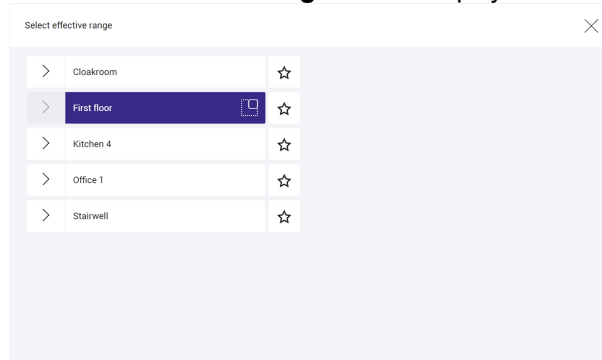 Select effective range
Cloakroom
First floor
Kitchen 4
Office 1
Stairwell